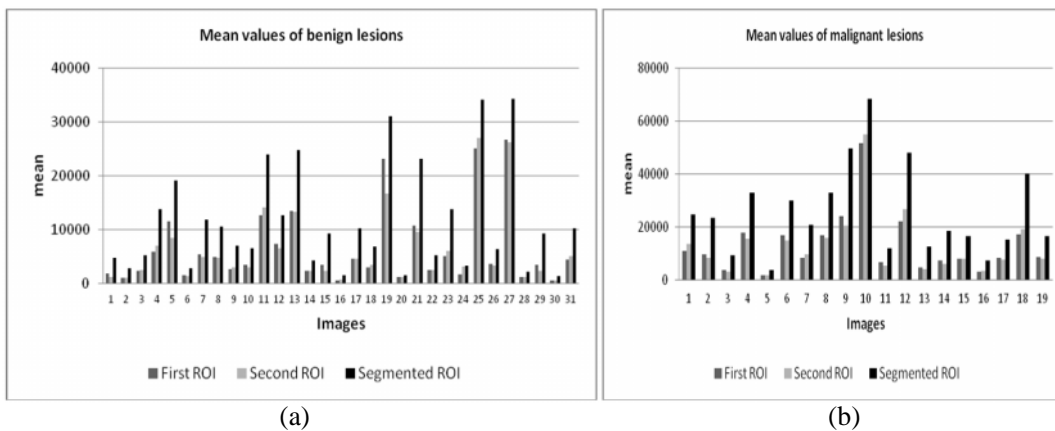 Mean values of benign lesions
40000
30000
20000
10000
0
mean
1 2 3 4 5 6 7 8 9 10 11 12 13 14 15 16 17 18 19 20 21 22 23 24 25 26 27 28 29 30 31
Images
First ROI Second ROI Segmented ROI
(a)
Mean values of malignant lesions
80000
60000
40000
20000
0
mean
1 2 3 4 5 6 7 8 9 10 11 12 13 14 15 16 17 18 19
Images
First ROI Second ROI Segmented ROI
(b)